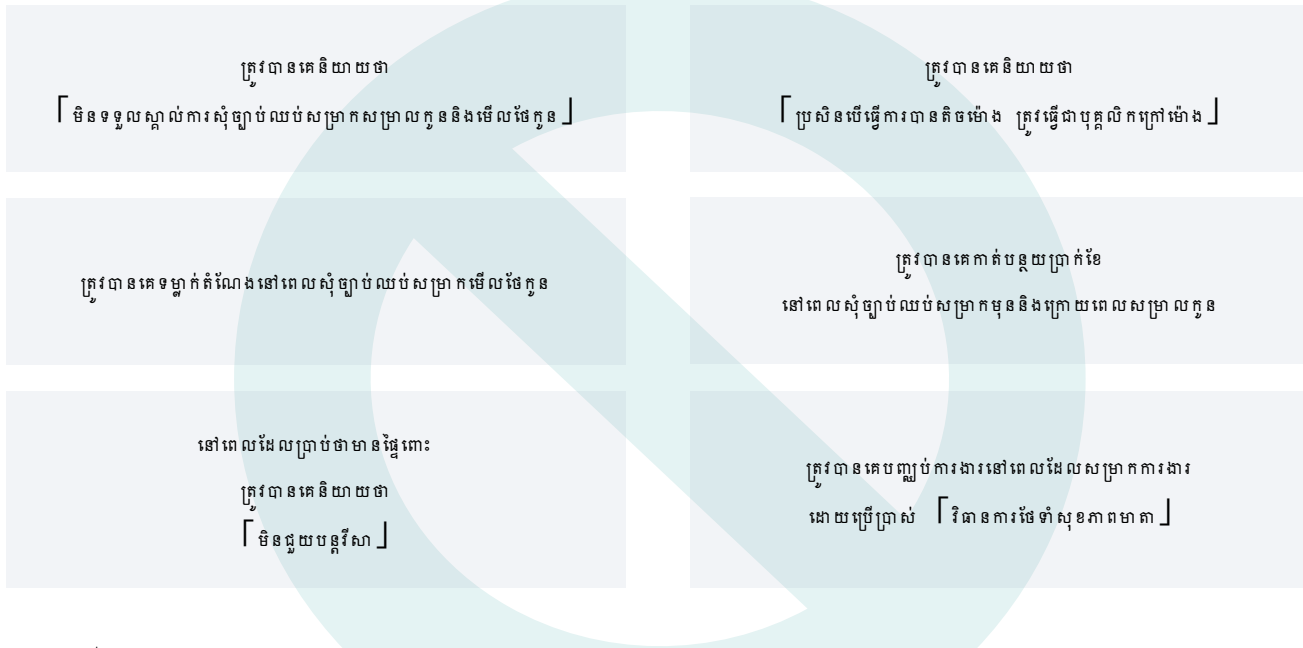 ត្រូវបានគេនិយាយថា
「មិនទទួលស្គាល់ការសុំច្បាប់ឈប់សម្រាកសម្រាលកូននិងមើលថែកូន」
ត្រូវបានគេនិយាយថា
「ប្រសិនបើធ្វើការបានតិចម៉ោង ត្រូវធ្វើជាបុគ្គលិកក្រៅម៉ោង」
ត្រូវបានគេទម្លាក់តំណែងនៅពេលសុំច្បាប់ឈប់សម្រាកមើលថែកូន
ត្រូវបានគេកាត់បន្ថយប្រាក់ខែ
នៅពេលសុំច្បាប់ឈប់សម្រាកមុននិងក្រោយពេលសម្រាលកូន
នៅពេលដែលប្រាប់ថាមានផ្ទៃពោះ
ត្រូវបានគេនិយាយថា
「មិនជួយបន្តវីសា」
ត្រូវបានគេបញ្ឈប់ការងារនៅពេលដែលសម្រាកការងារ
ដោយប្រើប្រាស់ 「វិធានការថែទាំសុខភាពមាតា」